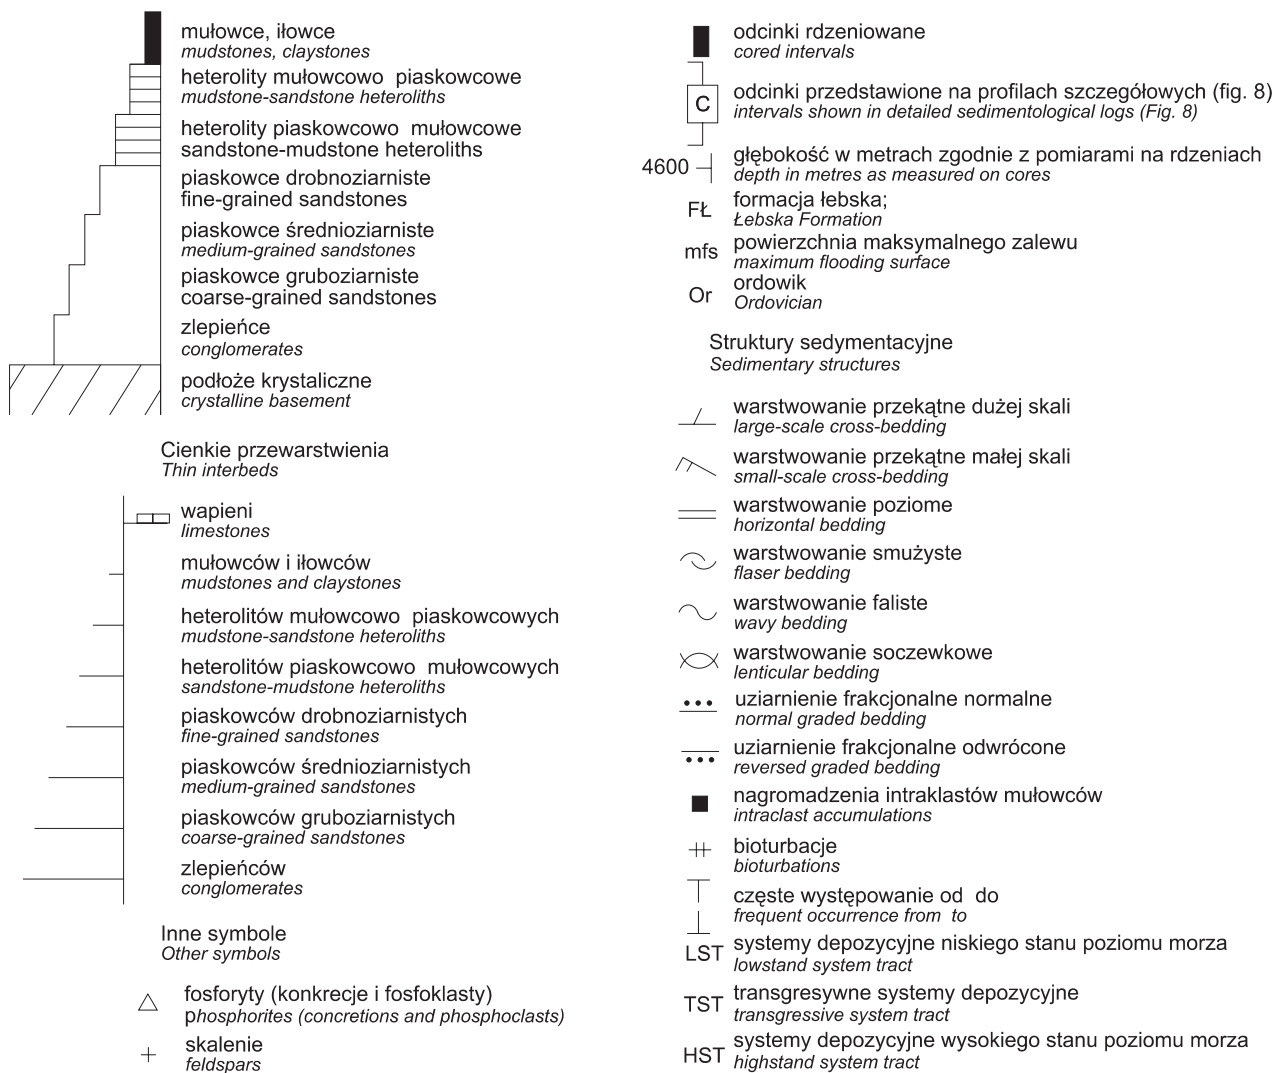 mułowce, iłowce
mudstones, claystones
heterolity mułowcowo piaskowcowe
mudstone-sandstone heteroliths
heterolity piaskowcowo mułowcowe
sandstone-mudstone heteroliths
piaskowce drobnoziarniste
fine-grained sandstones
piaskowce średnioziarniste
medium-grained sandstones
piaskowce gruboziarniste
coarse-grained sandstones
zlepieńce
conglomerates
podłoże krystaliczne
crystalline basement
Cienkie przewarstwienia
Thin interbeds
wapieni
limestones
mułowców i iłowców
mudstones and claystones
heterolitów mułowcowo piaskowcowych
mudstone-sandstone heteroliths
heterolitów piaskowcowo mułowcowych
sandstone-mudstone heteroliths
piaskowców drobnoziarnistych
fine-grained sandstones
piaskowców średnioziarnistych
medium-grained sandstones
piaskowców gruboziarnistych
coarse-grained sandstones
zlepieńców
conglomerates
Inne symbole
Other symbols
fosforyty (konkrecje i fosfoklasty)
phosphorites (concretions and phosphoclasts)
skalenie
feldspars
odcinki rdzeniowane
cored intervals
C odcinki przedstawione na profilach szczegółowych (fig. 8)
intervals shown in detailed sedimentological logs (Fig. 8)
4600 głębokość w metrach zgodnie z pomiarami na rdzeniach
depth in metres as measured on cores
FŁ formacja łebska;
Łebska Formation
mfs powierzchnia maksymalnego zalewu
maximum flooding surface
Or ordowik
Ordovician
Struktury sedymentacyjne
Sedimentary structures
warstwowanie przekątne dużej skali
large-scale cross-bedding
warstwowanie przekątne małej skali
small-scale cross-bedding
warstwowanie poziome
horizontal bedding
warstwowanie smużyste
flaser bedding
warstwowanie faliste
wavy bedding
warstwowanie soczewkowe
lenticular bedding
uziarnienie frakcjonalne normalne
normal graded bedding
uziarnienie frakcjonalne odwrócone
reversed graded bedding
nagromadzenia intraklastów mułowców
intraclast accumulations
bioturbacje
bioturbations
częste występowanie od do
frequent occurrence from to
LST systemy depozycyjne niskiego stanu poziomu morza
lowstand system tract
TST transgresywne systemy depozycyjne
transgressive system tract
HST systemy depozycyjne wysokiego stanu poziomu morza
highstand system tract